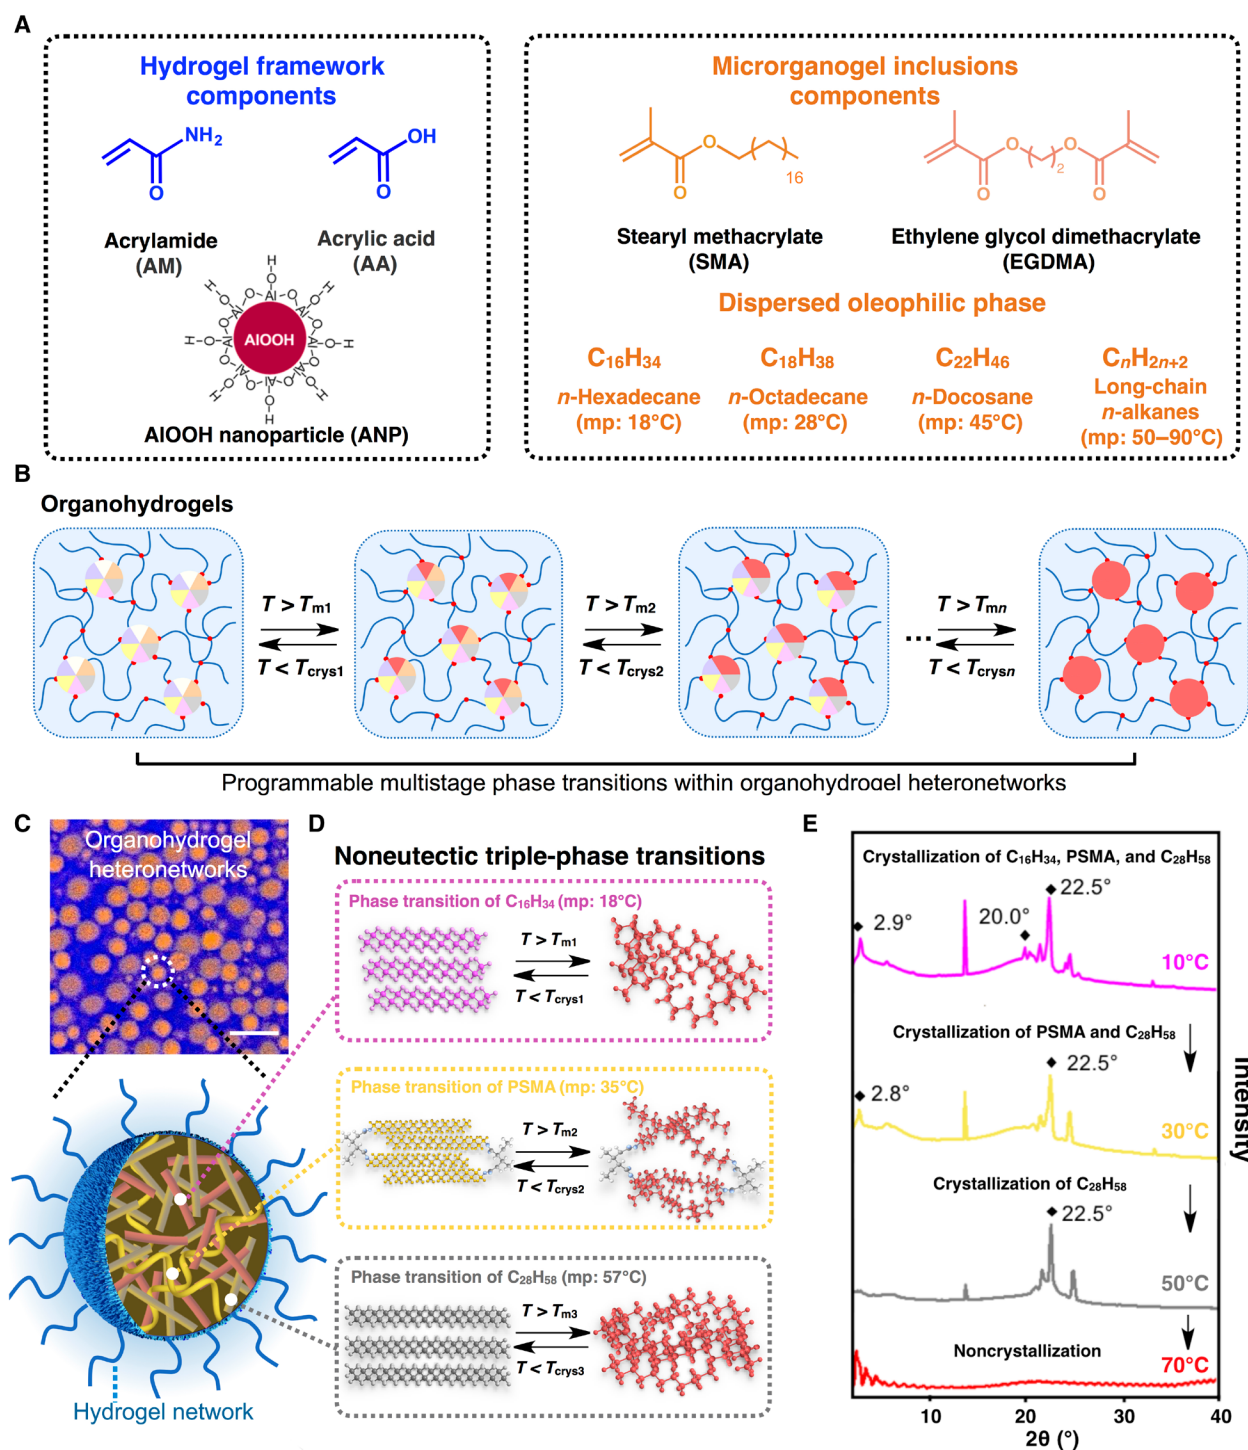 A
Hydrogel framework
components
NH2
O
OH
O
Acrylamide
(AM)
Acrylic acid
(AA)
AlOOH
AlOOH nanoparticle (ANP)
Microrganogel inclusions
components
O
O
16
O
O
2
O
O
Stearyl methacrylate
(SMA)
Ethylene glycol dimethacrylate
(EGDMA)
Dispersed oleophilic phase
C16H34
n-Hexadecane
(mp: 18°C)
C18H38
n-Octadecane
(mp: 28°C)
C22H46
n-Docosane
(mp: 45°C)
CnH2n+2
Long-chain
n-alkanes
(mp: 50–90°C)
B
Organohydrogels
T > Tm1
T < Tcrys1
T > Tm2
T < Tcrys2
...
T > Tmn
T < Tcrysn
Programmable multistage phase transitions within organohydrogel heteronetworks
C
Organohydrogel
heteronetworks
Hydrogel network
D
Noneutectic triple-phase transitions
Phase transition of C16H34 (mp: 18°C)
T > Tm1
T < Tcrys1
Phase transition of PSMA (mp: 35°C)
T > Tm2
T < Tcrys2
Phase transition of C28H58 (mp: 57°C)
T > Tm3
T < Tcrys3
E
Crystallization of C16H34, PSMA, and C28H58
22.5°
2.9°
20.0°
10°C
Crystallization of PSMA and C28H58
22.5°
2.8°
30°C
Crystallization of C28H58
22.5°
50°C
Noncrystallization
70°C
10
20
30
40
2θ (°)
Intensity